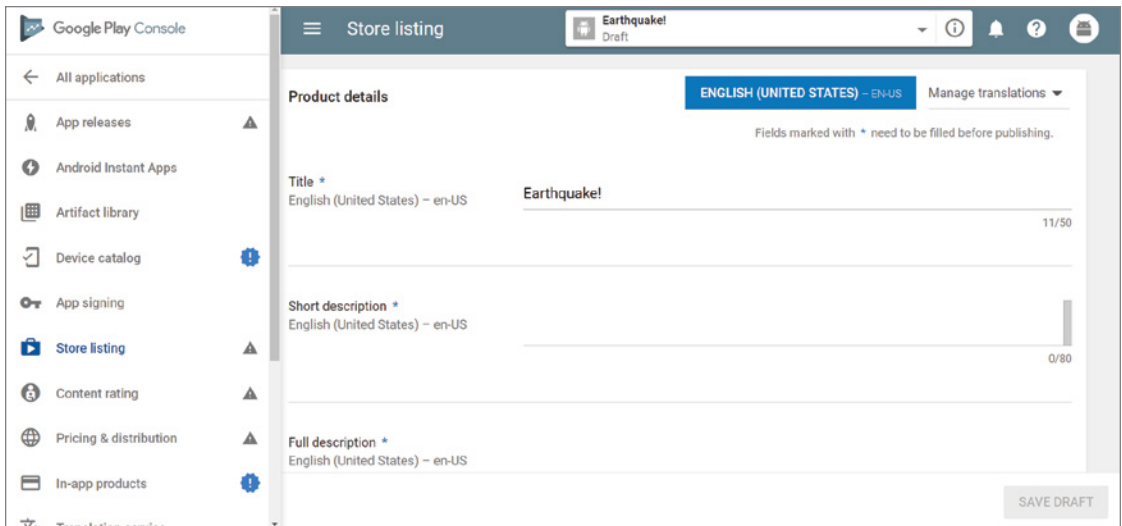 Google Play Console
All applications
App releases
Android Instant Apps
Artifact library
Device catalog
App signing
Store listing
Content rating
Pricing & distribution
In-app products
Store listing
Earthquake!
Draft
Product details
ENGLISH (UNITED STATES) – EN-US
Manage translations
Fields marked with * need to be filled before publishing.
Title *
English (United States) – en-US
Earthquake!
11/50
Short description *
English (United States) – en-US
0/80
Full description *
English (United States) – en-US
SAVE DRAFT